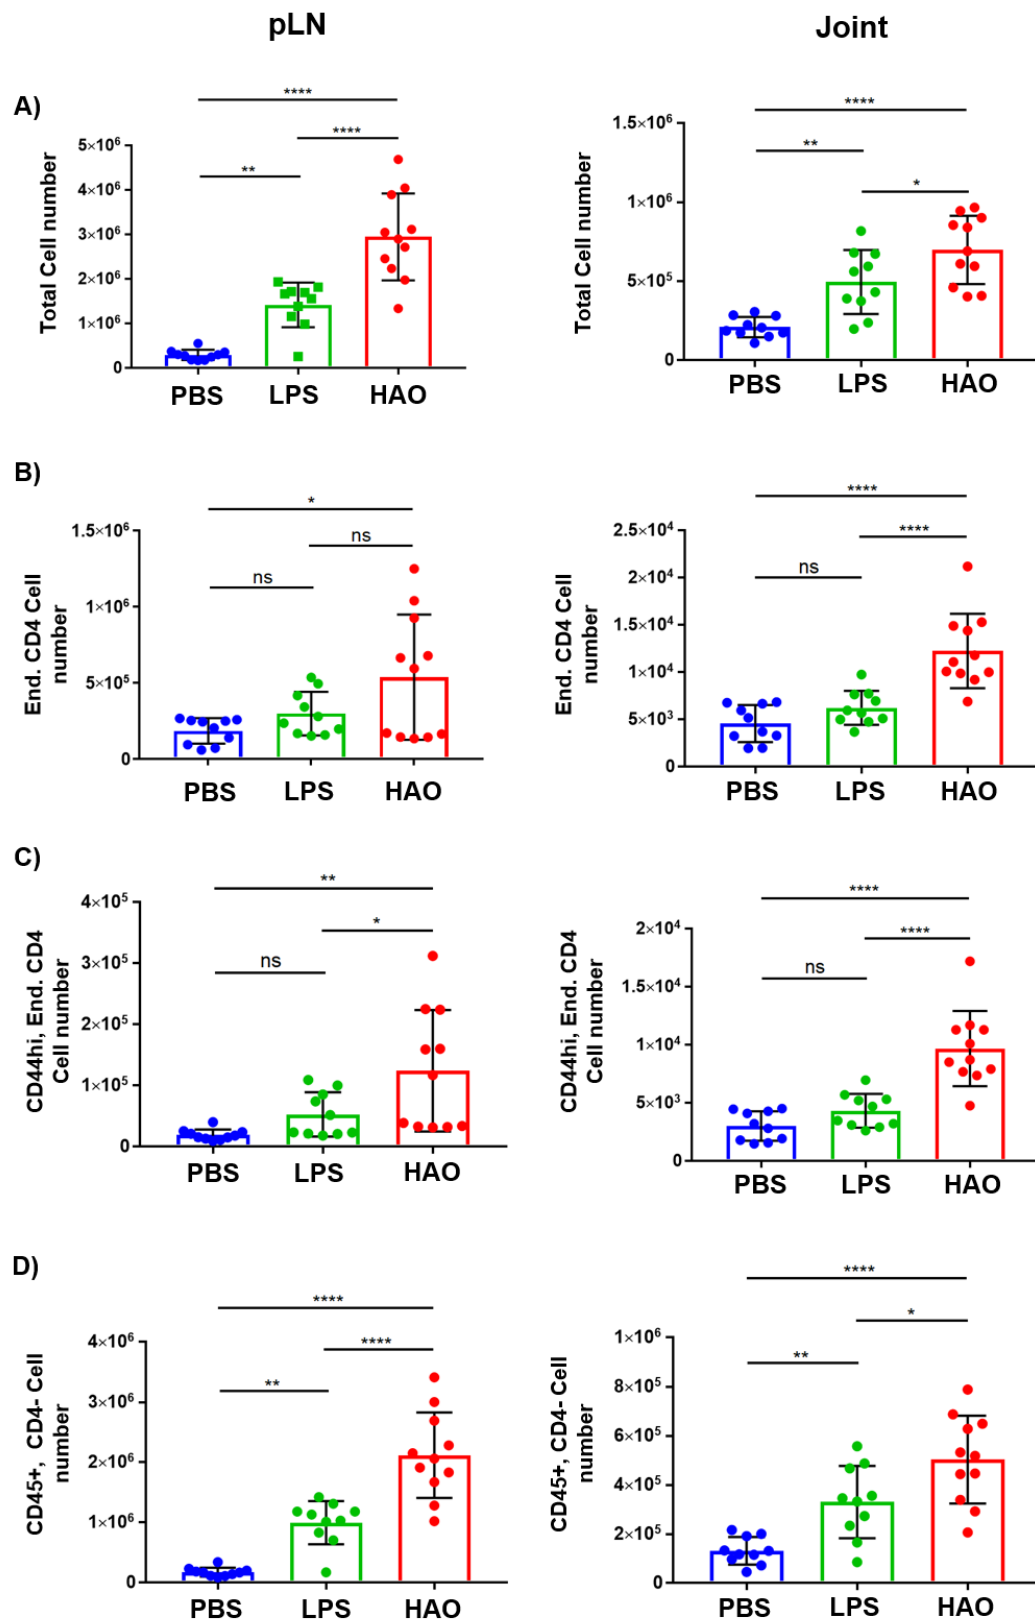 pLN
Joint
A)
****
****
**
Total Cell number
5×10⁶
4×10⁶
3×10⁶
2×10⁶
1×10⁶
0
PBS LPS HAO
****
**
*
Total Cell number
1.5×10⁶
1×10⁶
5×10⁵
0
PBS LPS HAO
B)
*
ns
ns
End. CD4 Cell
number
1.5×10⁶
1×10⁶
5×10⁵
0
PBS LPS HAO
****
****
ns
End. CD4 Cell
number
2.5×10⁴
2×10⁴
1.5×10⁴
1×10⁴
5×10³
0
PBS LPS HAO
C)
**
*
ns
CD44hi, End. CD4
Cell number
4×10⁵
3×10⁵
2×10⁵
1×10⁵
0
PBS LPS HAO
****
****
ns
CD44hi, End. CD4
Cell number
2×10⁴
1.5×10⁴
1×10⁴
5×10³
0
PBS LPS HAO
D)
****
****
**
CD45+, CD4- Cell
number
4×10⁶
3×10⁶
2×10⁶
1×10⁶
0
PBS LPS HAO
****
*
**
CD45+, CD4- Cell
number
1×10⁶
8×10⁵
6×10⁵
4×10⁵
2×10⁵
0
PBS LPS HAO